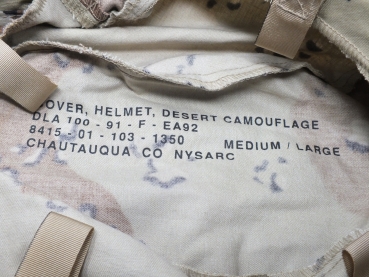 COVER, HELMET, DESERT CAMOUFLAGE
DLA 100 - 91 - F - EA92
8415 - 01 - 103 - 1350 MEDIUM / LARGE
CHAUTAUQUA CO NYSARC